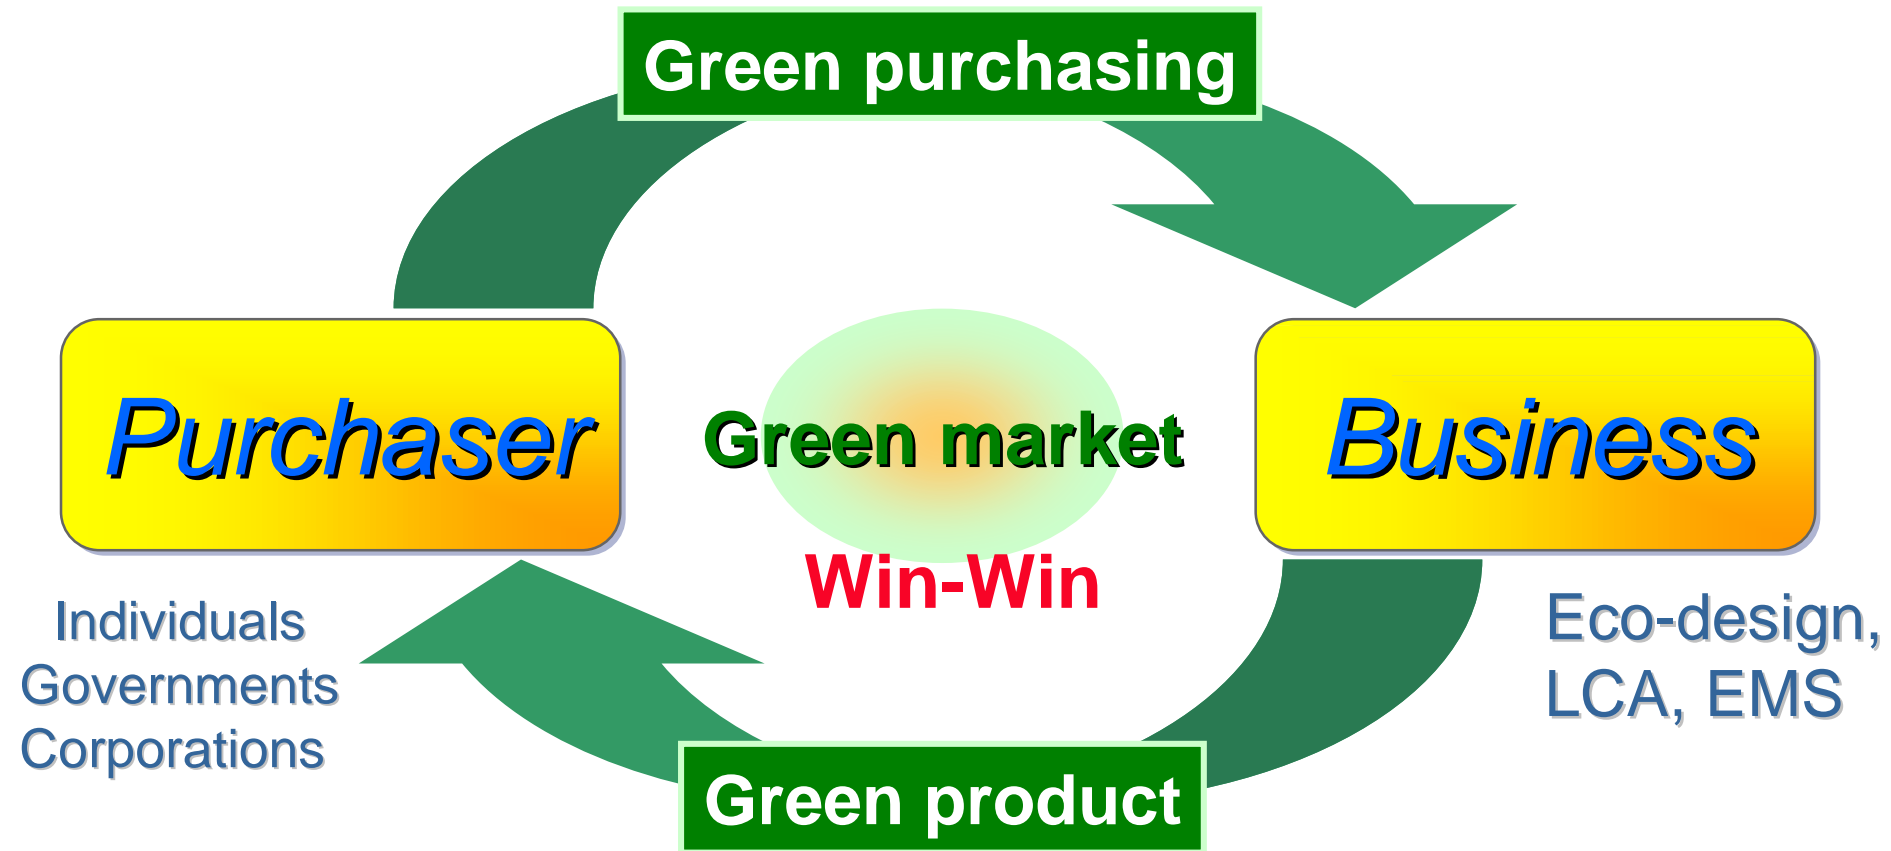 Green purchasing
Purchaser
Green market
Business
Win-Win
Individuals
Governments
Corporations
Eco-design,
LCA, EMS
Green product